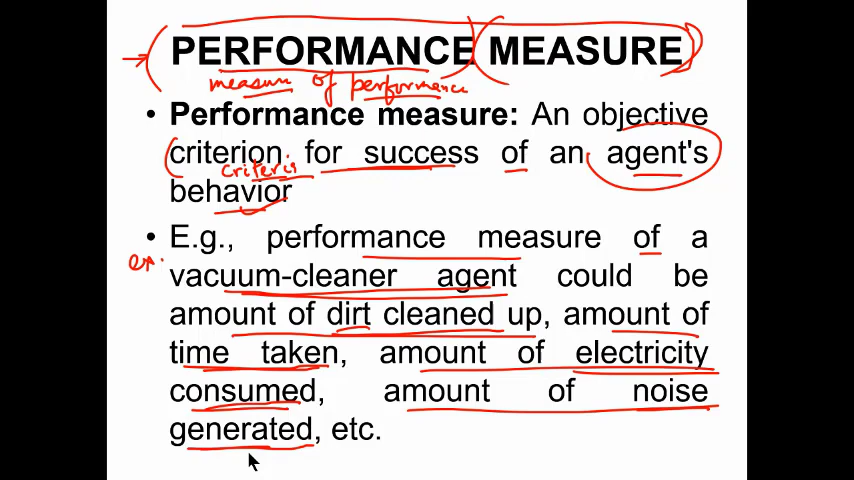 PERFORMANCE MEASURE
measure of performance
• Performance measure: An objective
criterion for success of an agent's
criteria
behavior
• E.g., performance measure of a
ex.
vacuum-cleaner agent could be
amount of dirt cleaned up, amount of
time taken, amount of electricity
consumed, amount of noise
generated, etc.